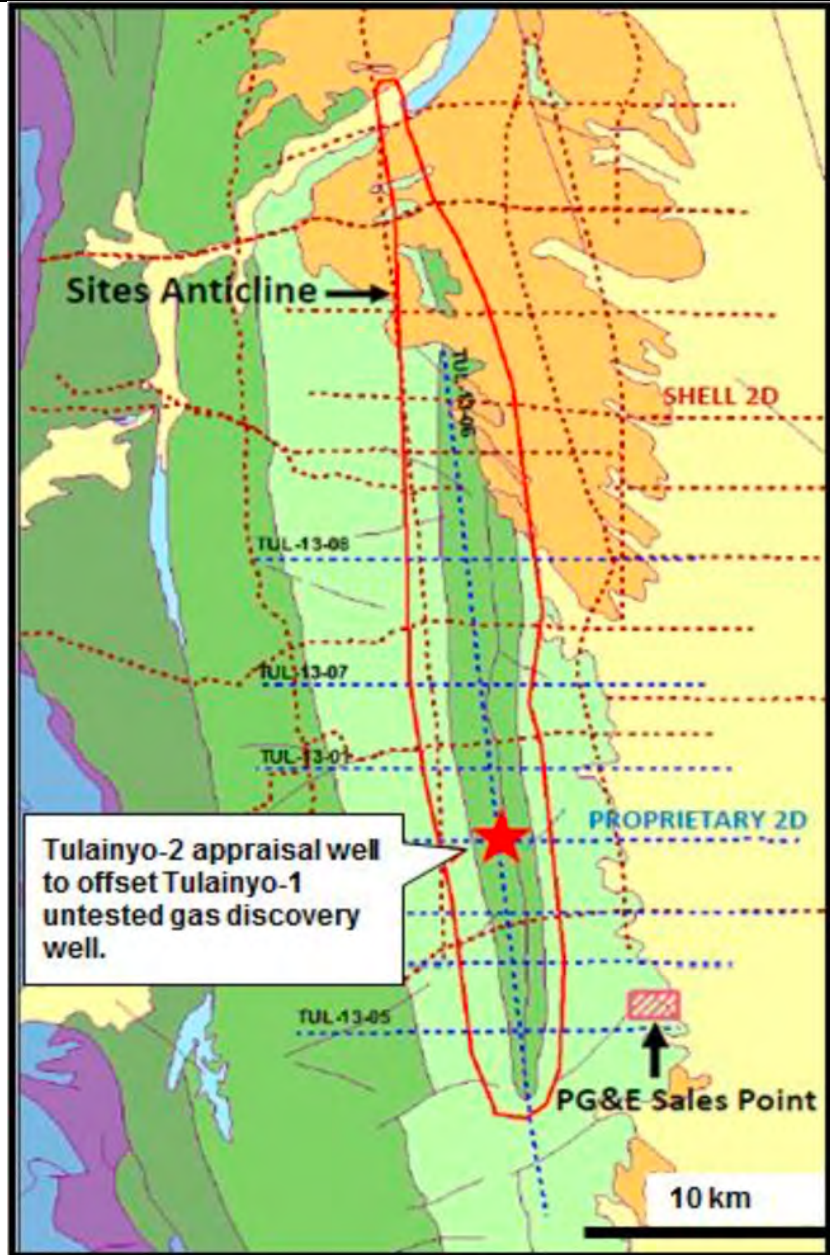 Sites Anticline
TUL-13-06
SHELL 2D
TUL-13-08
TUL-13-07
TUL-13-01
PROPRIETARY 2D
Tulainyo-2 appraisal well
to offset Tulainyo-1
untested gas discovery
well.
TUL-13-05
PG&E Sales Point
10 km